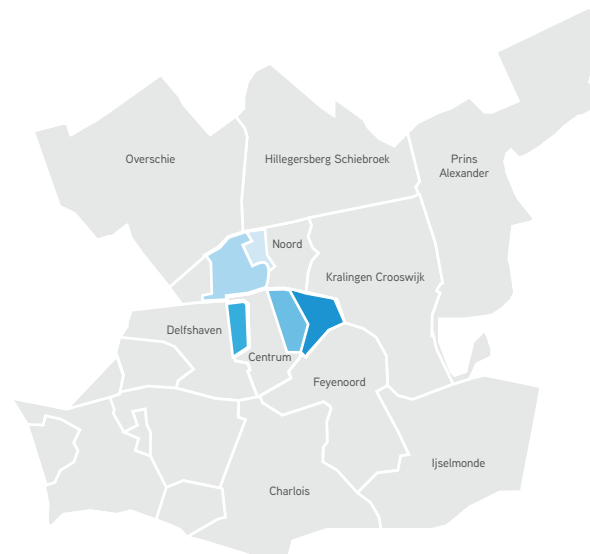 Overschie
Hillegersberg Schiebroek
Prins
Alexander
Noord
Kralingen Crooswijk
Delfshaven
Centrum
Feyenoord
Ijselmonde
Charlois